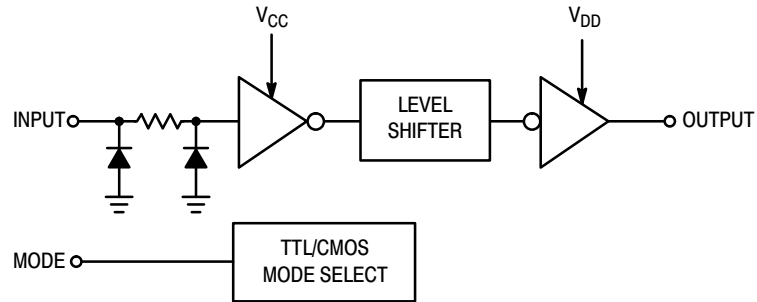 VCC
VDD
INPUT
LEVEL
SHIFTER
OUTPUT
MODE
TTL/CMOS
MODE SELECT